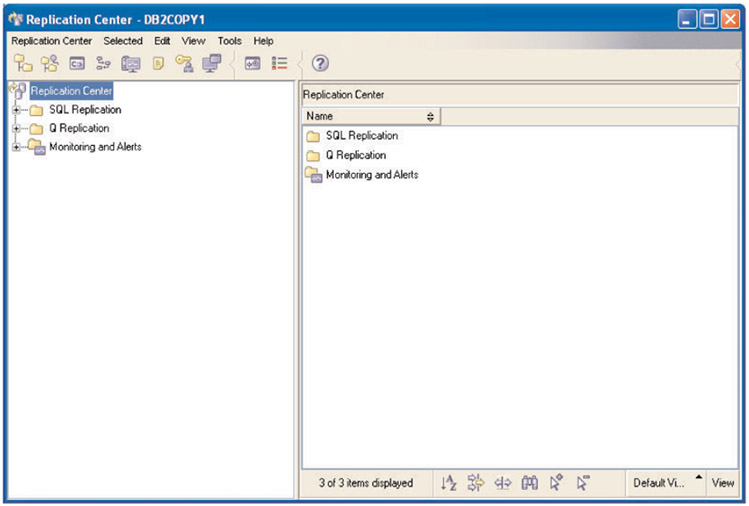 Replication Center - DB2COPY1
Replication Center Selected Edit View Tools Help
Replication Center
SQL Replication
Q Replication
Monitoring and Alerts
Replication Center
Name
SQL Replication
Q Replication
Monitoring and Alerts
3 of 3 items displayed
Default Vi... View